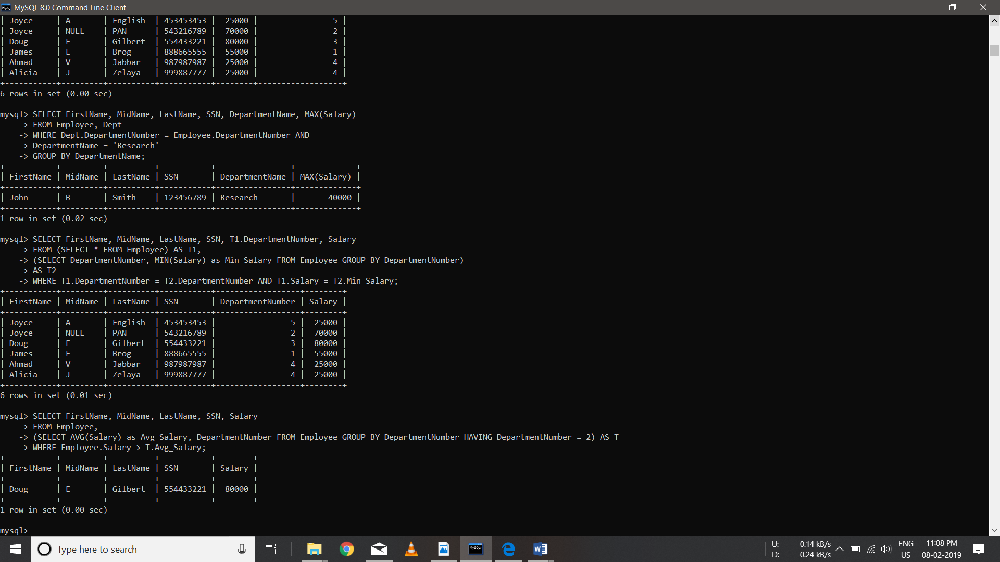 MySQL 8.0 Command Line Client
| Joyce     | A       | English  | 453453453 |  25000 |                5 |
| Joyce     | NULL    | PAN      | 543216789 |  70000 |                2 |
| Doug      | E       | Gilbert  | 554433221 |  80000 |                3 |
| James     | E       | Brog     | 888665555 |  55000 |                1 |
| Ahmad     | V       | Jabbar   | 987987987 |  25000 |                4 |
| Alicia    | J       | Zelaya   | 999887777 |  25000 |                4 |
+-----------+---------+----------+-----------+--------+------------------+
6 rows in set (0.00 sec)
mysql> SELECT FirstName, MidName, LastName, SSN, DepartmentName, MAX(Salary)
    -> FROM Employee, Dept
    -> WHERE Dept.DepartmentNumber = Employee.DepartmentNumber AND
    -> DepartmentName = 'Research'
    -> GROUP BY DepartmentName;
+-----------+---------+----------+-----------+----------------+-------------+
| FirstName | MidName | LastName | SSN       | DepartmentName | MAX(Salary) |
+-----------+---------+----------+-----------+----------------+-------------+
| John      | B       | Smith    | 123456789 | Research       |       40000 |
+-----------+---------+----------+-----------+----------------+-------------+
1 row in set (0.02 sec)
mysql> SELECT FirstName, MidName, LastName, SSN, T1.DepartmentNumber, Salary
    -> FROM (SELECT * FROM Employee) AS T1,
    -> (SELECT DepartmentNumber, MIN(Salary) as Min_Salary FROM Employee GROUP BY DepartmentNumber)
    -> AS T2
    -> WHERE T1.DepartmentNumber = T2.DepartmentNumber AND T1.Salary = T2.Min_Salary;
+-----------+---------+----------+-----------+------------------+--------+
| FirstName | MidName | LastName | SSN       | DepartmentNumber | Salary |
+-----------+---------+----------+-----------+------------------+--------+
| Joyce     | A       | English  | 453453453 |                5 |  25000 |
| Joyce     | NULL    | PAN      | 543216789 |                2 |  70000 |
| Doug      | E       | Gilbert  | 554433221 |                3 |  80000 |
| James     | E       | Brog     | 888665555 |                1 |  55000 |
| Ahmad     | V       | Jabbar   | 987987987 |                4 |  25000 |
| Alicia    | J       | Zelaya   | 999887777 |                4 |  25000 |
+-----------+---------+----------+-----------+------------------+--------+
6 rows in set (0.01 sec)
mysql> SELECT FirstName, MidName, LastName, SSN, Salary
    -> FROM Employee,
    -> (SELECT AVG(Salary) as Avg_Salary, DepartmentNumber FROM Employee GROUP BY DepartmentNumber HAVING DepartmentNumber = 2) AS T
    -> WHERE Employee.Salary > T.Avg_Salary;
+-----------+---------+----------+-----------+--------+
| FirstName | MidName | LastName | SSN       | Salary |
+-----------+---------+----------+-----------+--------+
| Doug      | E       | Gilbert  | 554433221 |  80000 |
+-----------+---------+----------+-----------+--------+
1 row in set (0.00 sec)
mysql>
Type here to search
U: 0.14 kB/s
D: 0.24 kB/s
ENG
US
11:08 PM
08-02-2019